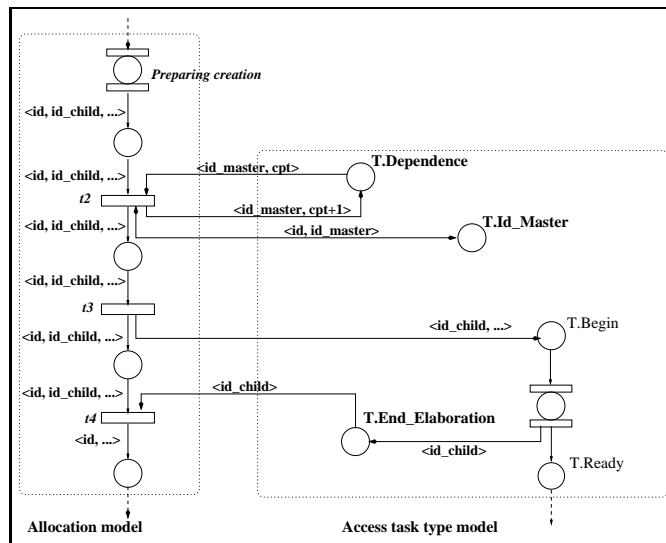 Preparing creation
<id, id_child, ...>
<id, id_child, ...>
<id_master, cpt>
T.Dependence
t2
<id_master, cpt+1>
<id, id_child, ...>
<id, id_master>
T.Id_Master
<id, id_child, ...>
t3
<id_child, ...>
T.Begin
<id, id_child, ...>
<id, id_child, ...>
<id_child>
t4
T.End_Elaboration
<id, ...>
<id_child>
T.Ready
Allocation model
Access task type model